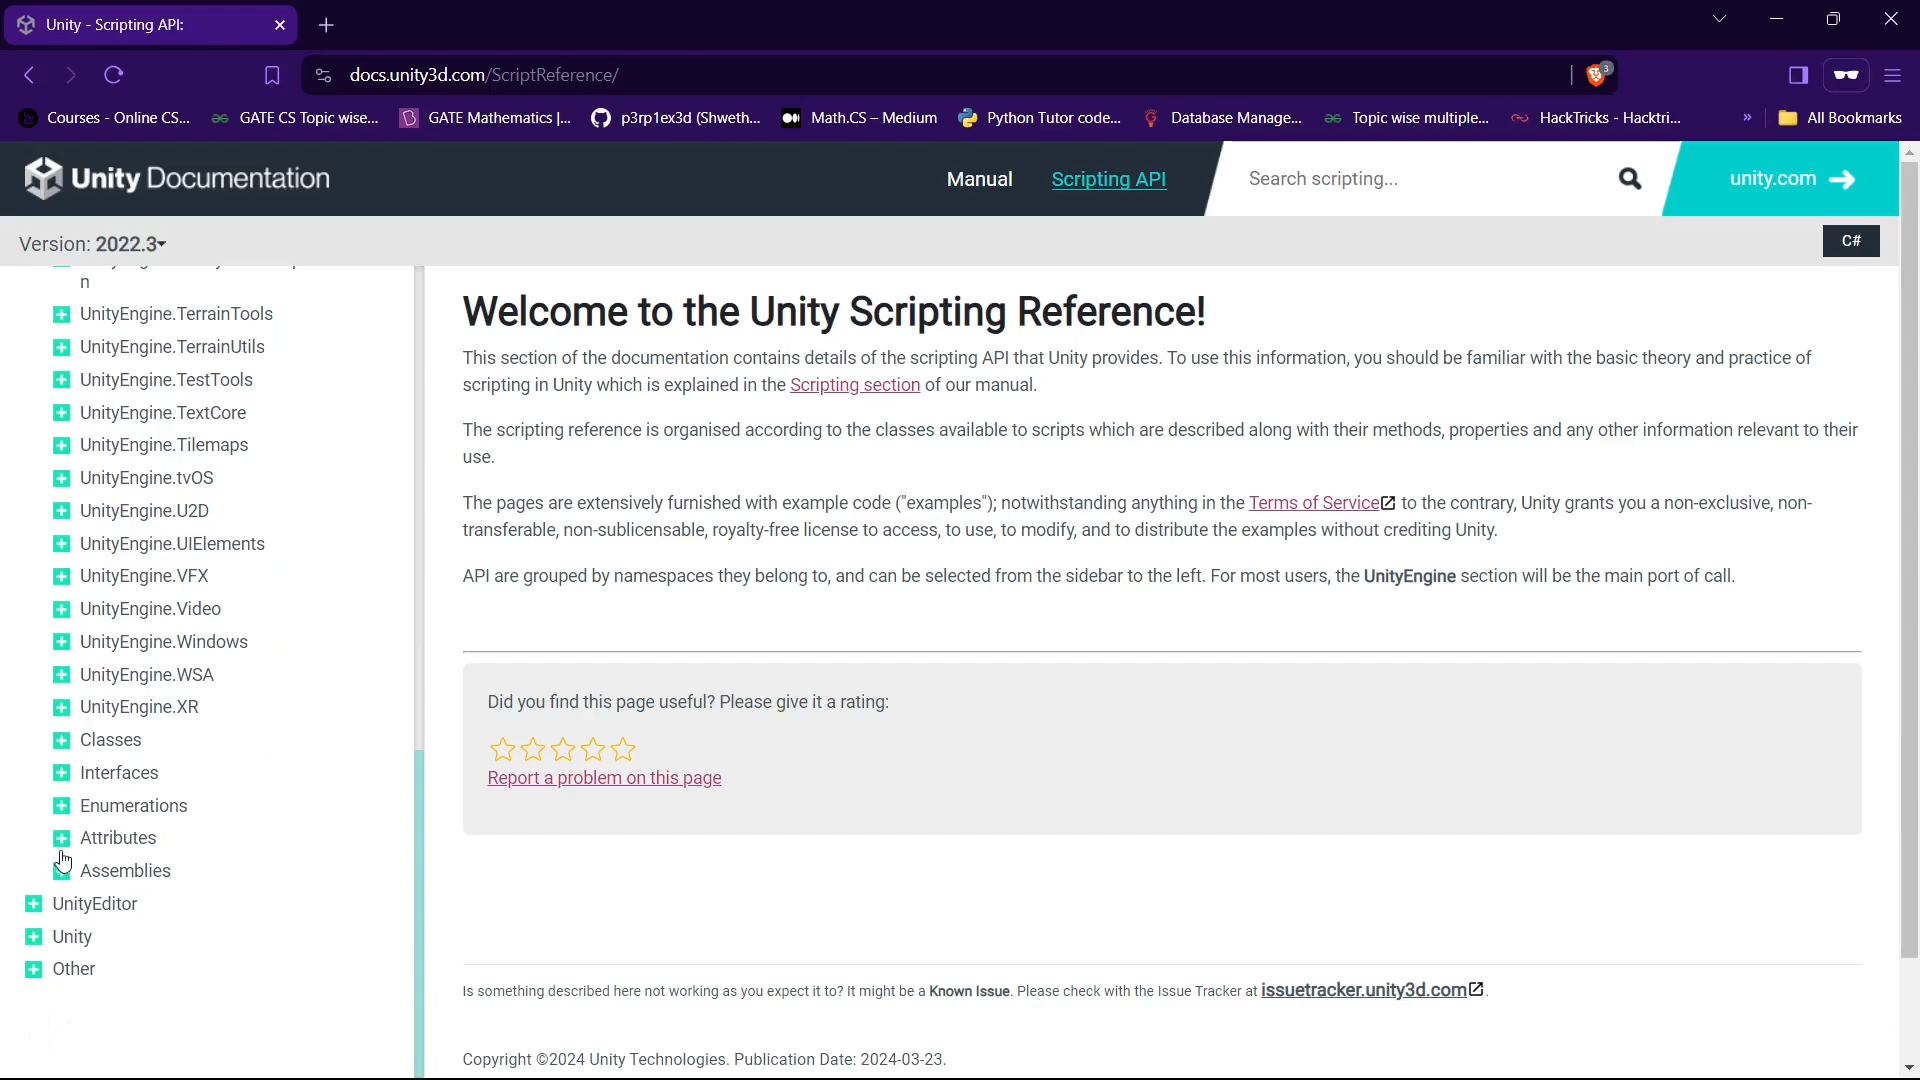 Unity - Scripting API:
docs.unity3d.com/ScriptReference/
3
Courses - Online CS...
GATE CS Topic wise...
GATE Mathematics |...
p3rp1ex3d (Shweth...
Math.CS – Medium
Python Tutor code...
Database Manage...
Topic wise multiple...
HackTricks - Hacktri...
»
All Bookmarks
Unity Documentation
Manual
Scripting API
Search scripting...
unity.com
Version: 2022.3
C#
n
UnityEngine.TerrainTools
UnityEngine.TerrainUtils
UnityEngine.TestTools
UnityEngine.TextCore
UnityEngine.Tilemaps
UnityEngine.tvOS
UnityEngine.U2D
UnityEngine.UIElements
UnityEngine.VFX
UnityEngine.Video
UnityEngine.Windows
UnityEngine.WSA
UnityEngine.XR
Classes
Interfaces
Enumerations
Attributes
Assemblies
UnityEditor
Unity
Other
Welcome to the Unity Scripting Reference!
This section of the documentation contains details of the scripting API that Unity provides. To use this information, you should be familiar with the basic theory and practice of
scripting in Unity which is explained in the Scripting section of our manual.
The scripting reference is organised according to the classes available to scripts which are described along with their methods, properties and any other information relevant to their
use.
The pages are extensively furnished with example code ("examples"); notwithstanding anything in the Terms of Service to the contrary, Unity grants you a non-exclusive, non-
transferable, non-sublicensable, royalty-free license to access, to use, to modify, and to distribute the examples without crediting Unity.
API are grouped by namespaces they belong to, and can be selected from the sidebar to the left. For most users, the UnityEngine section will be the main port of call.
Did you find this page useful? Please give it a rating:
Report a problem on this page
Is something described here not working as you expect it to? It might be a Known Issue. Please check with the Issue Tracker at issuetracker.unity3d.com.
Copyright ©2024 Unity Technologies. Publication Date: 2024-03-23.